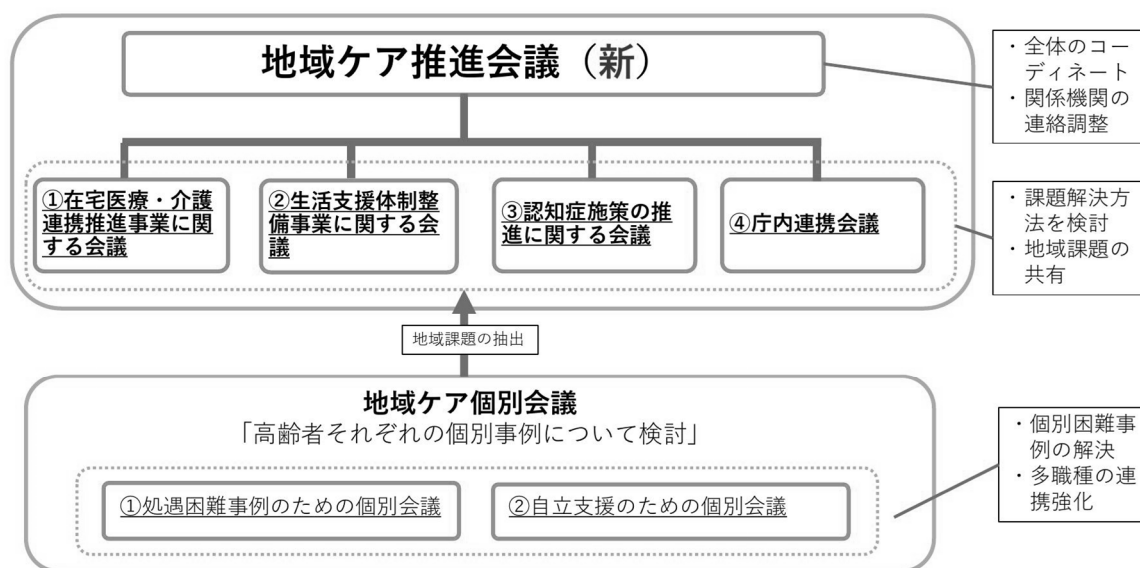 地域ケア推進会議（新）
・全体のコー
ディネート
・関係機関の
連絡調整
①在宅医療・介護
連携推進事業に関
する会議
②生活支援体制整
備事業に関する会
議
③認知症施策の推
進に関する会議
④庁内連携会議
・課題解決方
法を検討
・地域課題の
共有
地域課題の抽出
地域ケア個別会議
「高齢者それぞれの個別事例について検討」
①処遇困難事例のための個別会議
②自立支援のための個別会議
・個別困難事
例の解決
・多職種の連
携強化